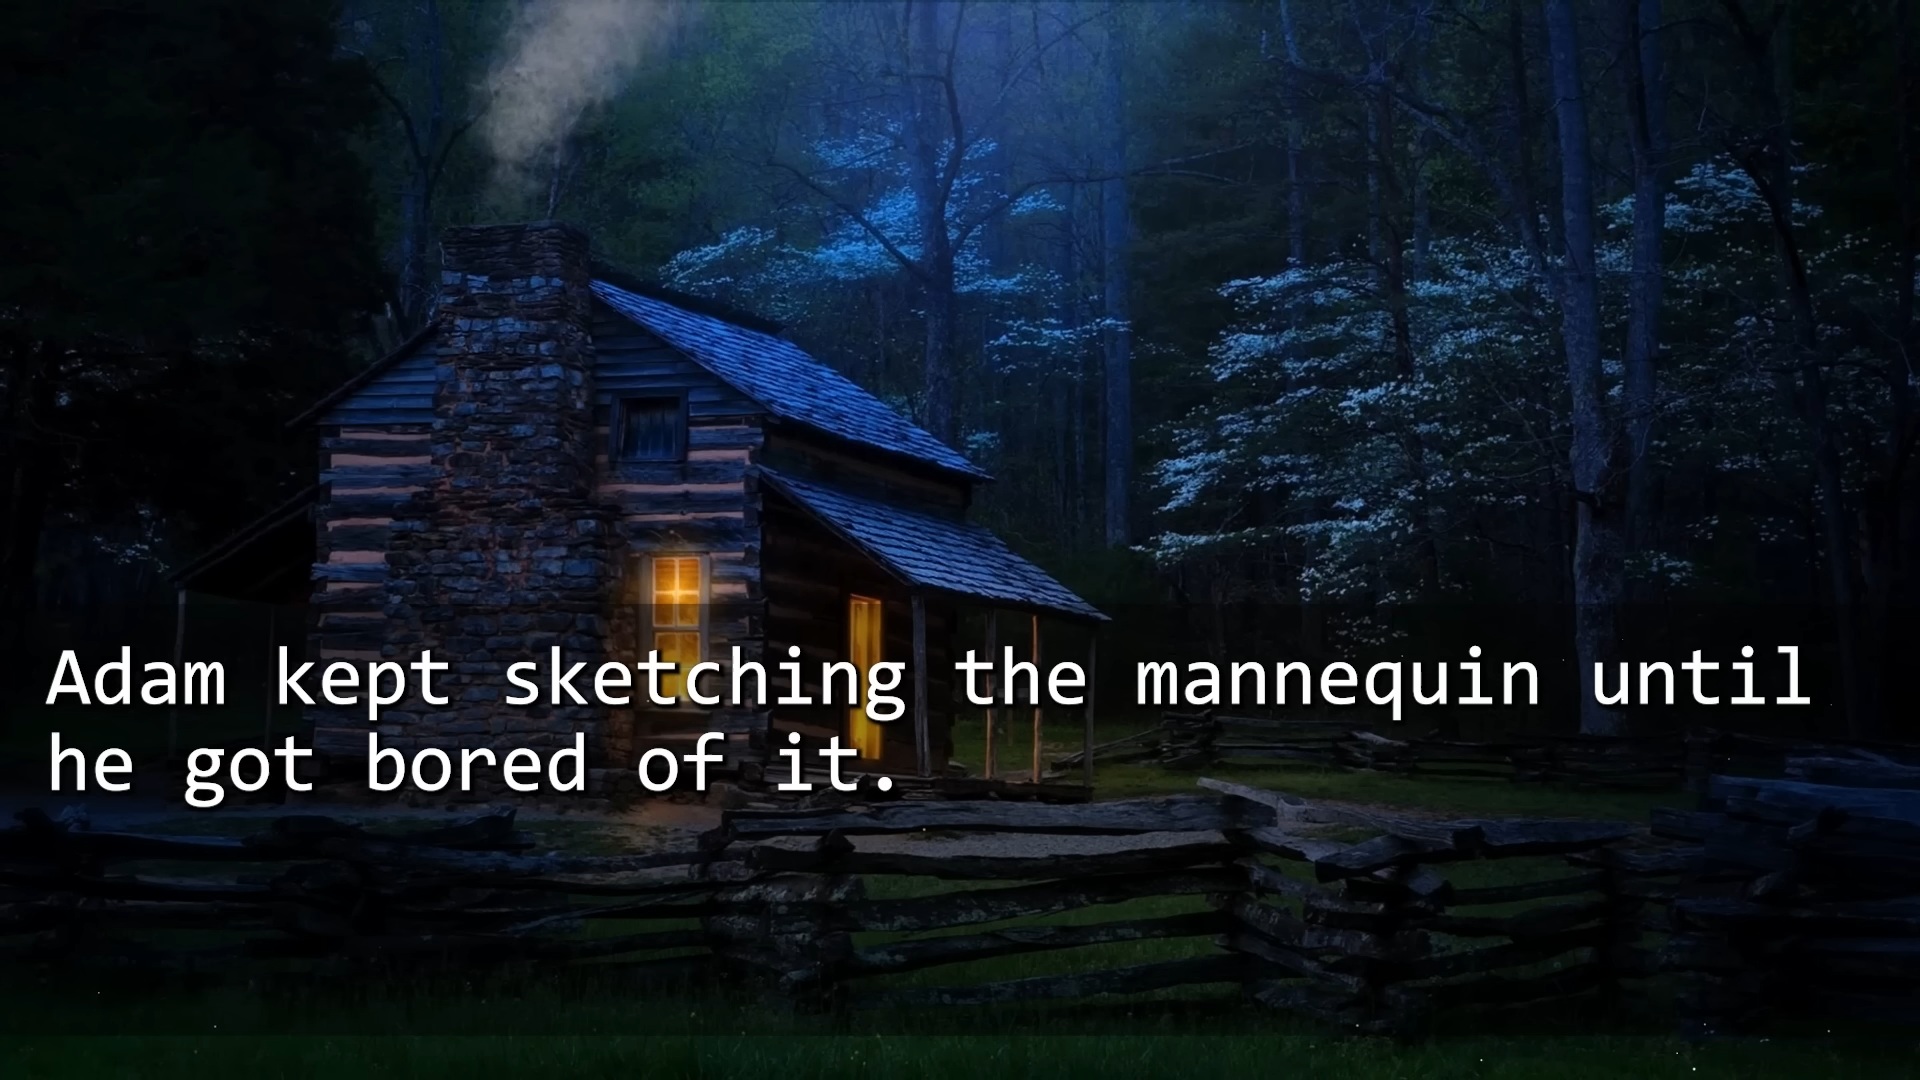 Adam kept sketching the mannequin until
he got bored of it.